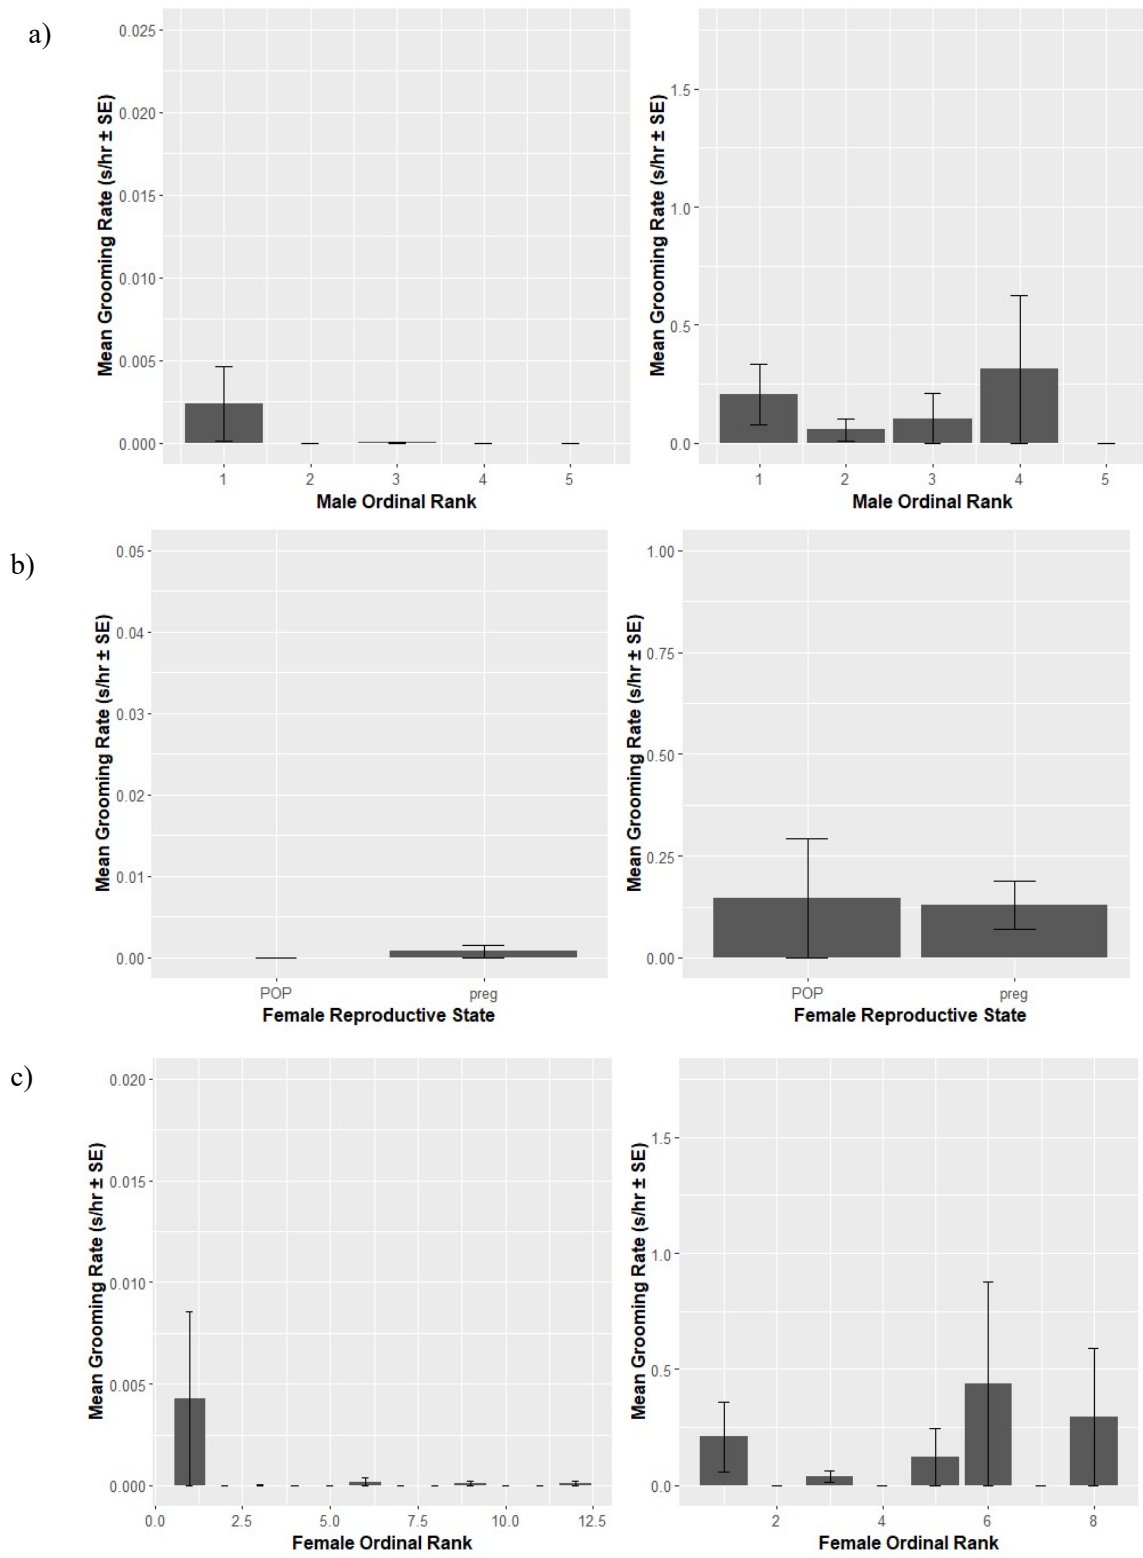 a)
Mean Grooming Rate (s/hr ± SE)
0.025
0.020
0.015
0.010
0.005
0.000
1 2 3 4 5
Male Ordinal Rank
Mean Grooming Rate (s/hr ± SE)
1.5
1.0
0.5
0.0
1 2 3 4 5
Male Ordinal Rank
b)
Mean Grooming Rate (s/hr ± SE)
0.05
0.04
0.03
0.02
0.01
0.00
POP preg
Female Reproductive State
Mean Grooming Rate (s/hr ± SE)
1.00
0.75
0.50
0.25
0.00
POP preg
Female Reproductive State
c)
Mean Grooming Rate (s/hr ± SE)
0.020
0.015
0.010
0.005
0.000
0.0 2.5 5.0 7.5 10.0 12.5
Female Ordinal Rank
Mean Grooming Rate (s/hr ± SE)
1.5
1.0
0.5
0.0
2 4 6 8
Female Ordinal Rank